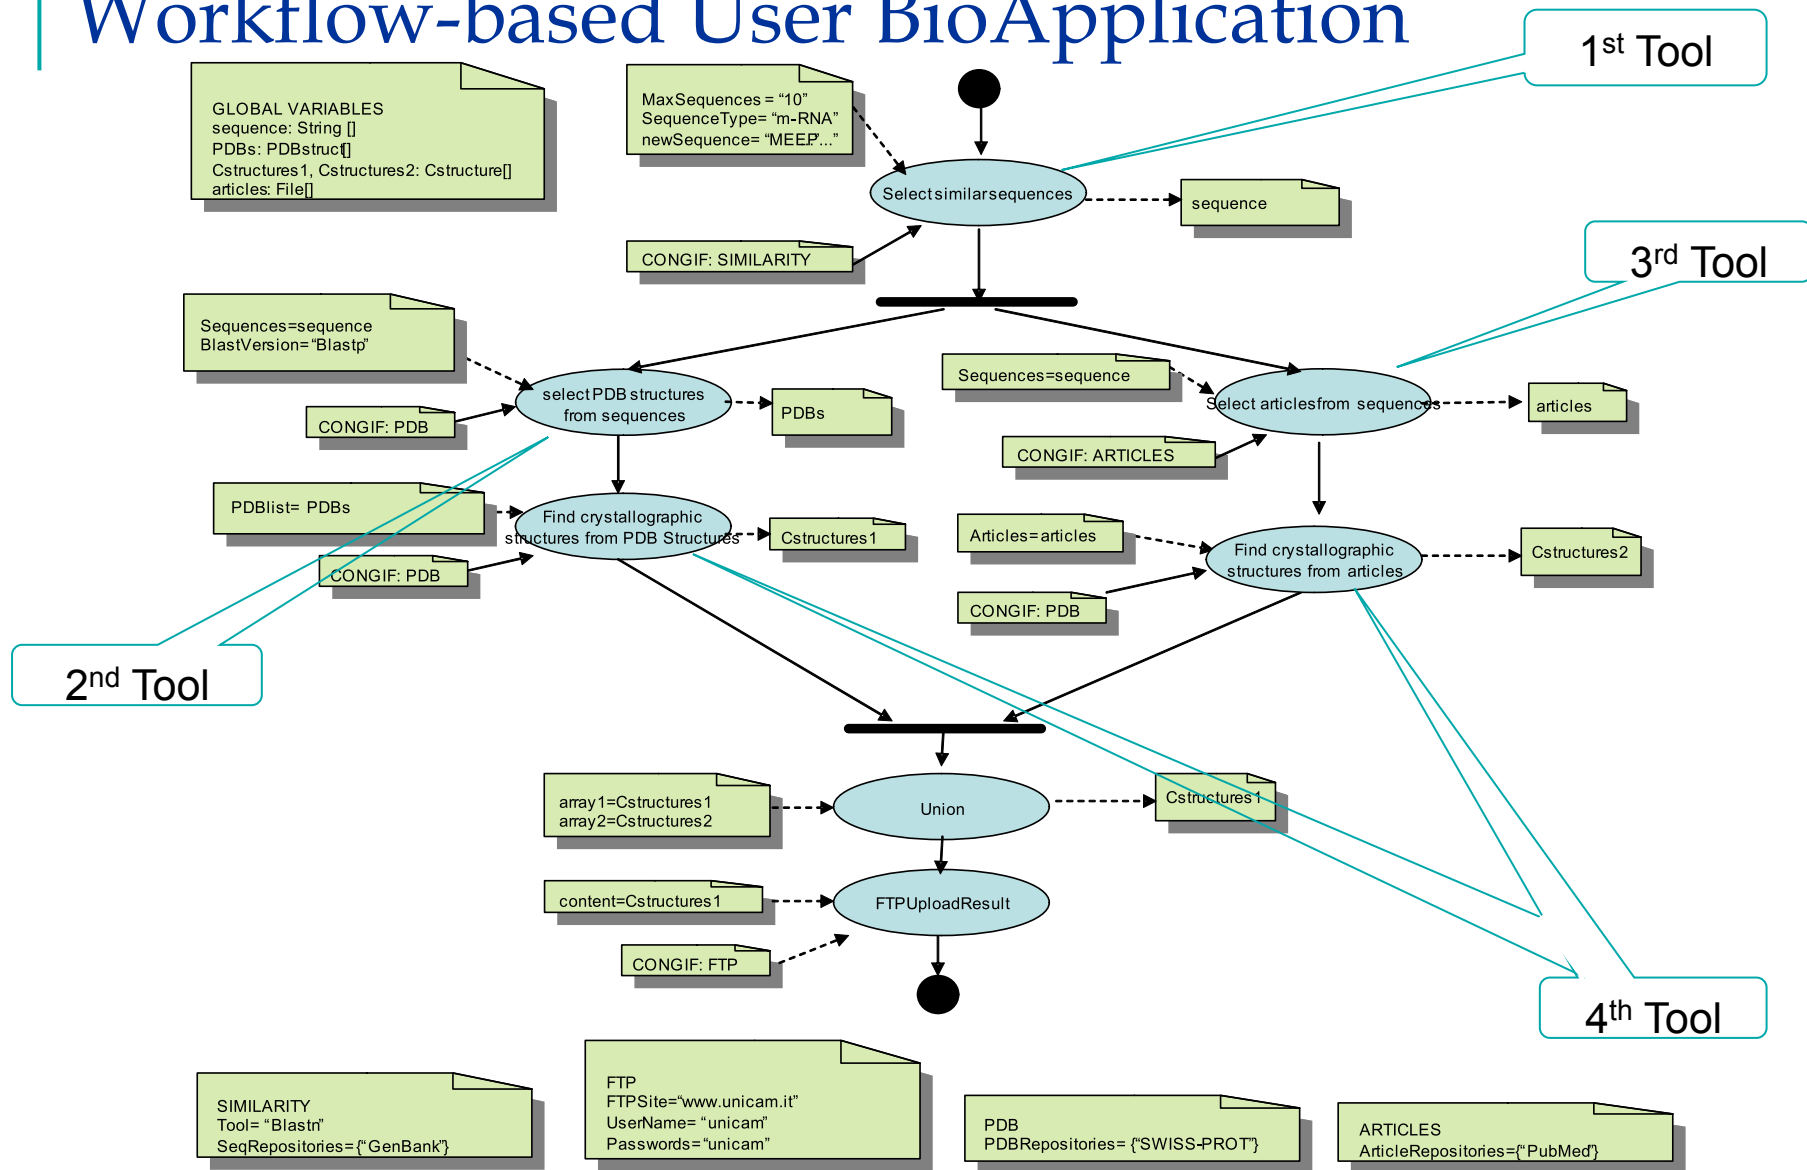 Workflow-based User BioApplication
1st Tool
GLOBAL VARIABLES
sequence: String []
PDBs: PDBstruct[]
Cstructures1, Cstructures2: Cstructure[]
articles: File[]
MaxSequences = “10”
SequenceType= “m-RNA”
newSequence= “MEEP...”
Select similar sequences
sequence
CONGIF: SIMILARITY
3rd Tool
Sequences=sequence
BlastVersion= “Blastp”
select PDB structures
from sequences
PDBs
CONGIF: PDB
Sequences=sequence
Select articles from sequences
articles
CONGIF: ARTICLES
PDBlist= PDBs
Find crystallographic
structures from PDB Structures
Cstructures1
CONGIF: PDB
Articles=articles
Find crystallographic
structures from articles
Cstructures2
CONGIF: PDB
2nd Tool
array1=Cstructures1
array2=Cstructures2
Union
Cstructures1
content=Cstructures1
FTPUploadResult
CONGIF: FTP
4th Tool
SIMILARITY
Tool= “Blastn”
SeqRepositories={“GenBank”}
FTP
FTPSite=“www.unicam.it”
UserName= “unicam”
Passwords= “unicam”
PDB
PDBRepositories= {“SWISS-PROT”}
ARTICLES
ArticleRepositories={“PubMed”}